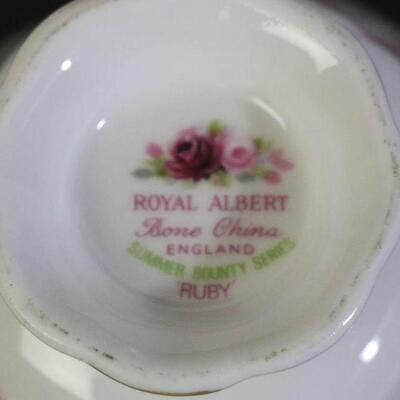 ROYAL ALBERT
Bone China
ENGLAND
SUMMER BOUNTY SERIES
'RUBY'